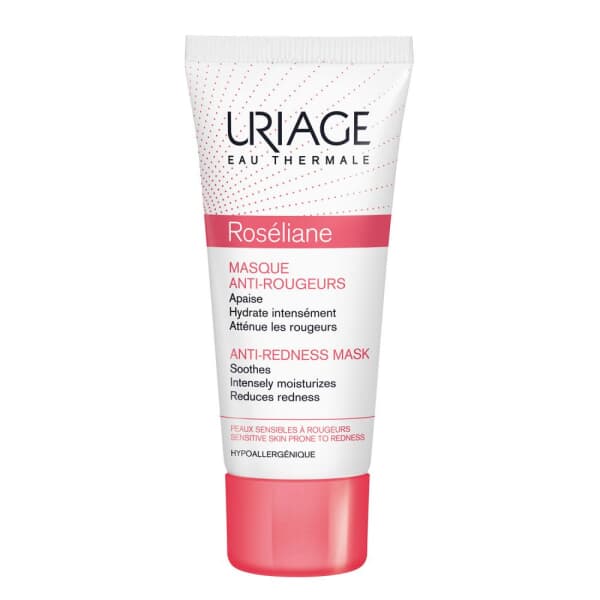 URIAGE
EAU THERMALE
Roséliane
MASQUE
ANTI-ROUGEURS
Apaise
Hydrate intensément
Atténue les rougeurs
ANTI-REDNESS MASK
Soothes
Intensely moisturizes
Reduces redness
PEAUX SENSIBLES À ROUGEURS
SENSITIVE SKIN PRONE TO REDNESS
HYPOALLERGÉNIQUE